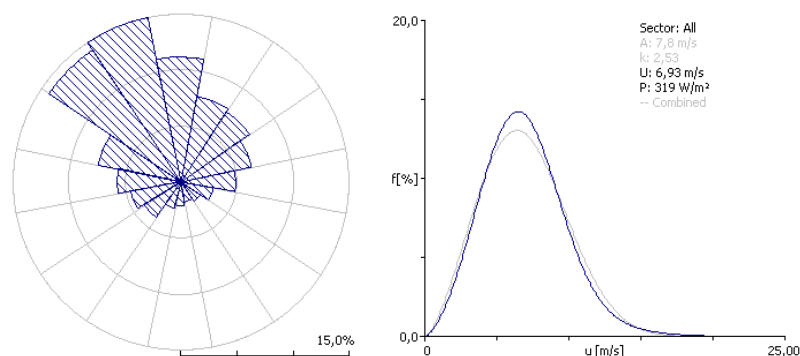 15,0%
20,0
f[%]
0,0
0
u [m/s]
25.00
Sector: All
A: 7,8 m/s
k: 2,53
U: 6,93 m/s
P: 319 W/m²
-- Combined